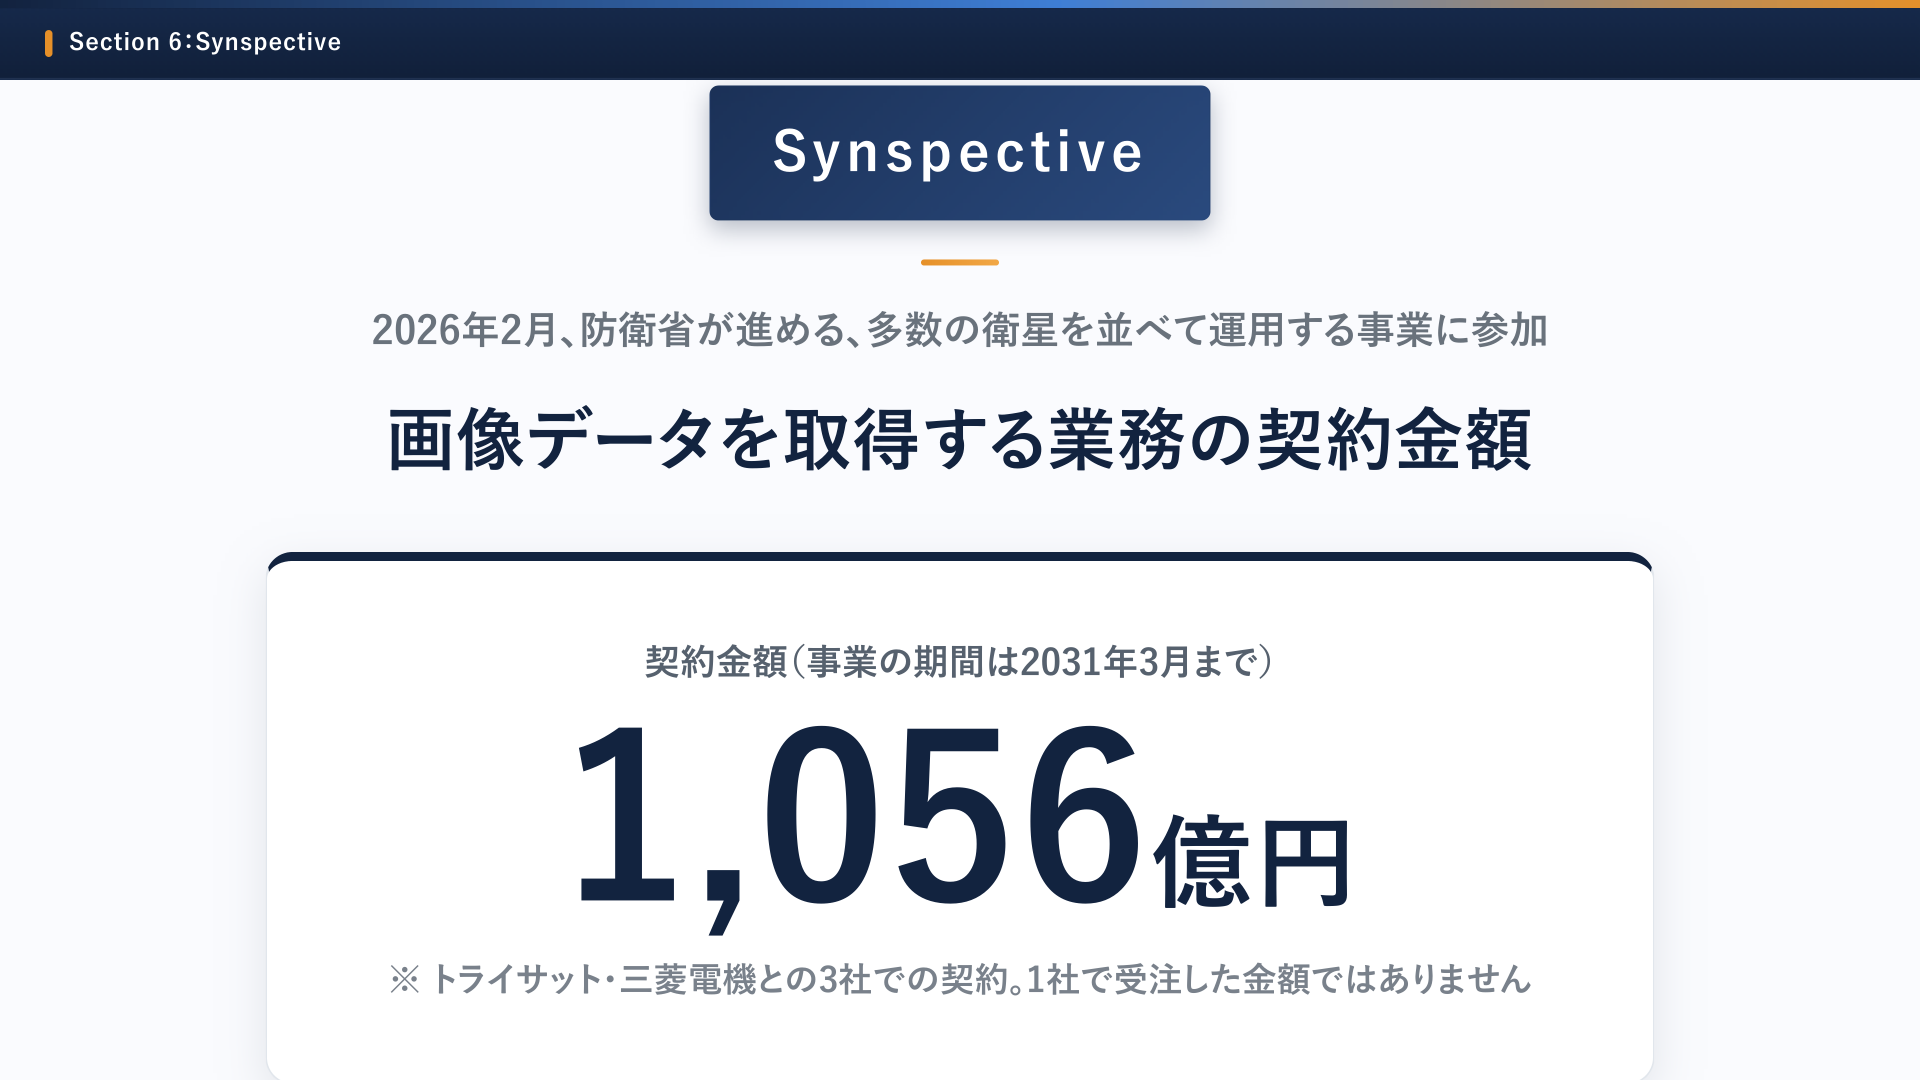 Section 6：Synspective
Synspective
2026年2月、防衛省が進める、多数の衛星を並べて運用する事業に参加
画像データを取得する業務の契約金額
契約金額（事業の期間は2031年3月まで）
1,056億円
※ トライサット・三菱電機との3社での契約。1社で受注した金額ではありません